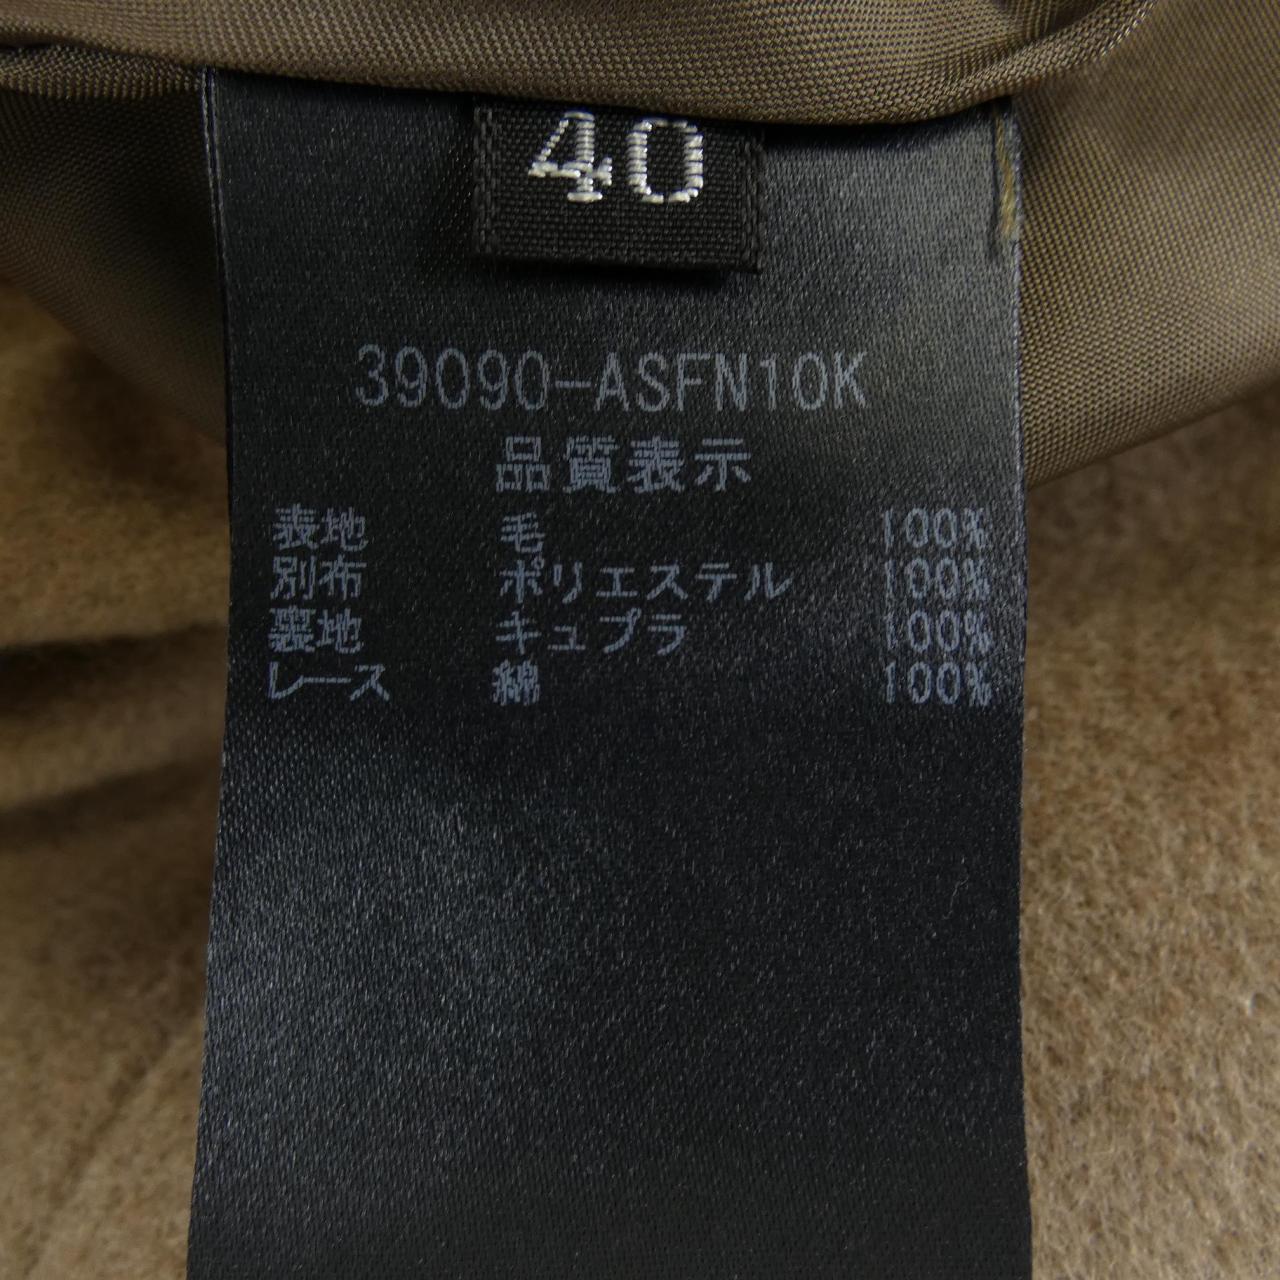 40
39090-ASFN10K
品質表示
表地 毛 100%
別布 ポリエステル 100%
裏地 キュプラ 100%
レース 綿 100%